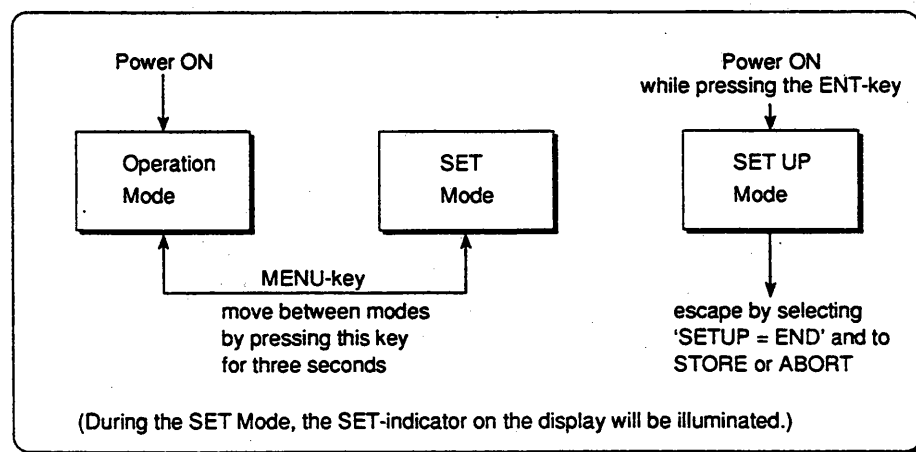 Power ON
Operation
Mode
SET
Mode
MENU-key
move between modes
by pressing this key
for three seconds
Power ON
while pressing the ENT-key
SET UP
Mode
escape by selecting
'SETUP = END' and to
STORE or ABORT
(During the SET Mode, the SET-indicator on the display will be illuminated.)